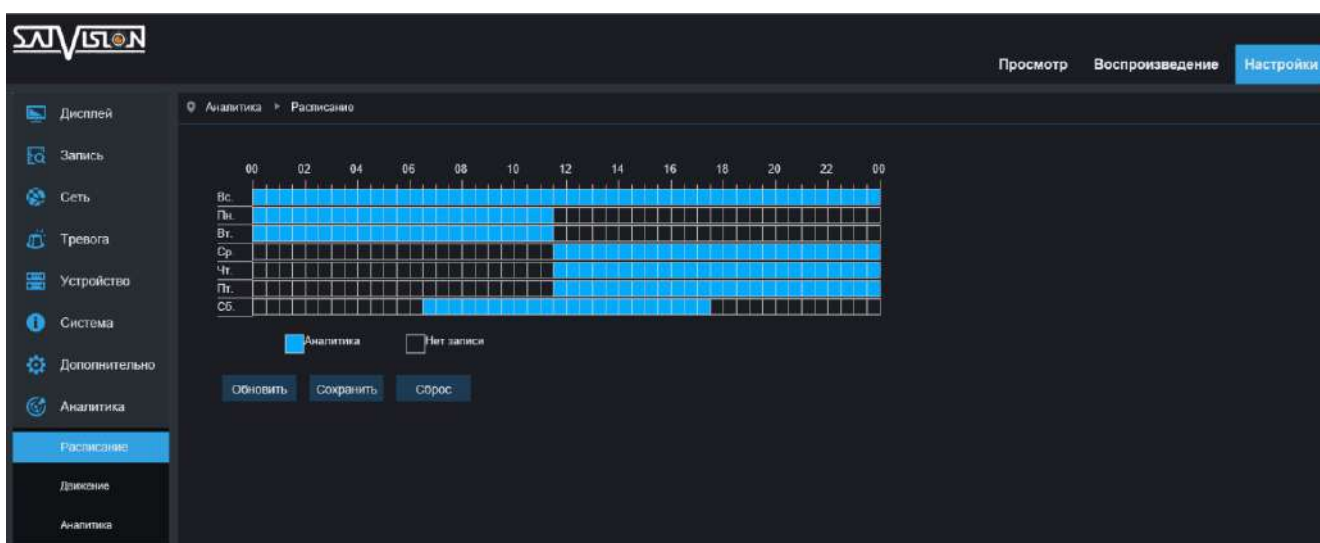 SATVISION
Просмотр Воспроизведение Настройки
Дисплей
Запись
Сеть
Тревога
Устройство
Система
Дополнительно
Аналитика
Расписание
Движение
Аналитика
Аналитика Расписание
00 02 04 06 08 10 12 14 16 18 20 22 00
Вс.
Пн.
Вт.
Ср.
Чт.
Пт.
Сб.
Аналитика Нет записи
Обновить Сохранить Сброс